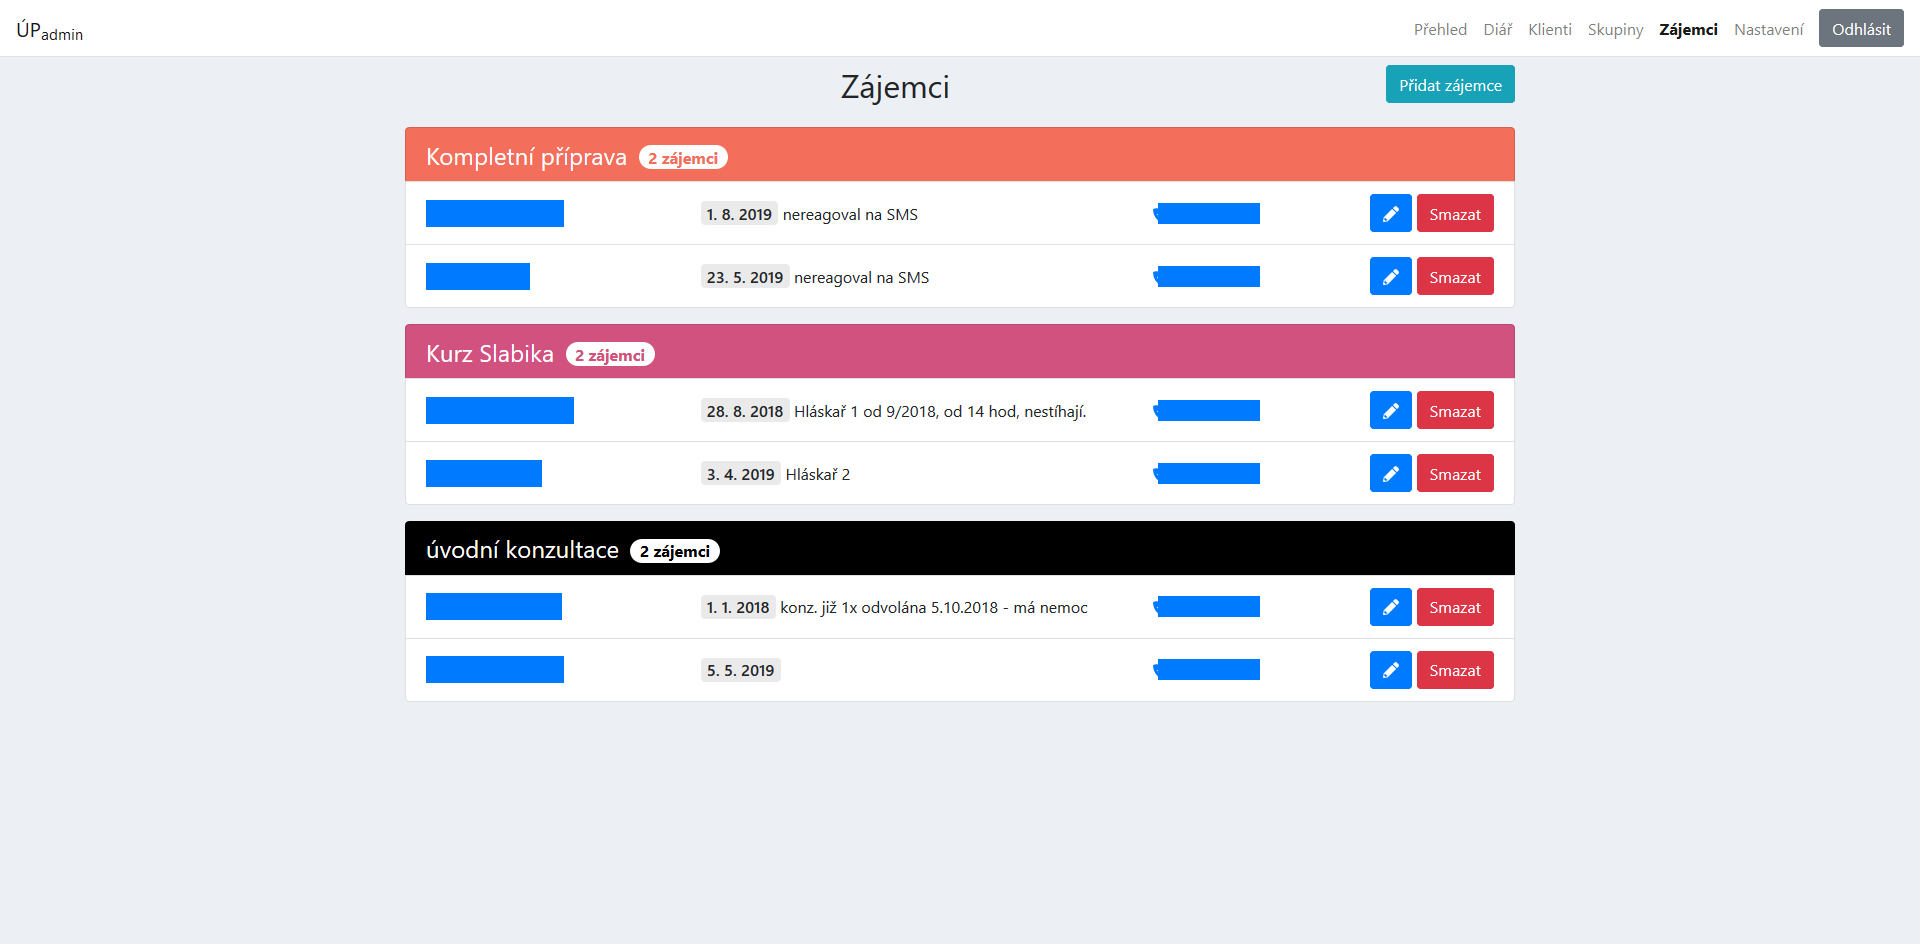 ÚPadmin Přehled Diář Klienti Skupiny Zájemci Nastavení Odhlásit
Zájemci Přidat zájemce
Kompletní příprava 2 zájemci
1. 8. 2019 nereagoval na SMS Smazat
23. 5. 2019 nereagoval na SMS Smazat
Kurz Slabika 2 zájemci
28. 8. 2018 Hláskař 1 od 9/2018, od 14 hod, nestíhají. Smazat
3. 4. 2019 Hláskař 2 Smazat
úvodní konzultace 2 zájemci
1. 1. 2018 konz. již 1x odvolána 5.10.2018 - má nemoc Smazat
5. 5. 2019 Smazat